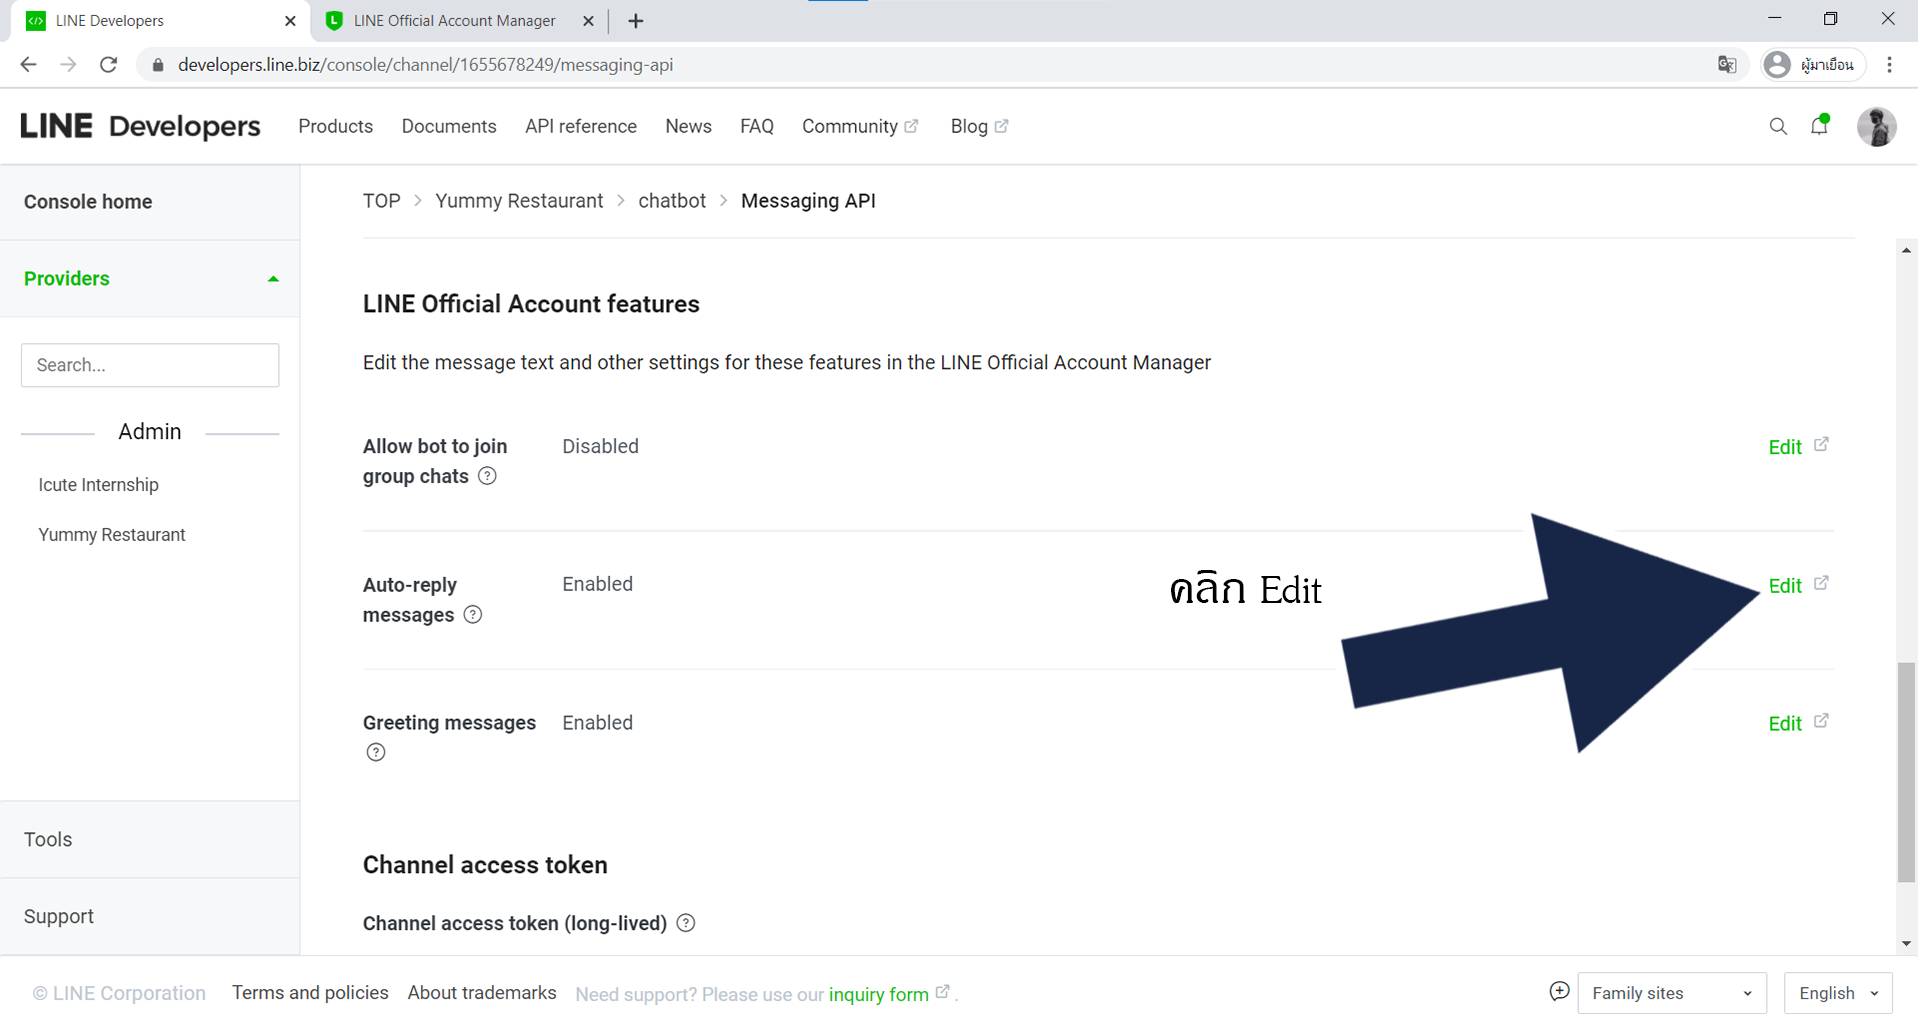 LINE Developers
LINE Official Account Manager
developers.line.biz/console/channel/1655678249/messaging-api
ผู้มาเยือน
LINE Developers
Products
Documents
API reference
News
FAQ
Community
Blog
Console home
Providers
Search...
Admin
Icute Internship
Yummy Restaurant
Tools
Support
TOP > Yummy Restaurant > chatbot > Messaging API
LINE Official Account features
Edit the message text and other settings for these features in the LINE Official Account Manager
Allow bot to join
group chats ?
Disabled
Edit
Auto-reply
messages ?
Enabled
คลิก Edit
Edit
Greeting messages
?
Enabled
Edit
Channel access token
Channel access token (long-lived) ?
© LINE Corporation
Terms and policies
About trademarks
Need support? Please use our inquiry form .
Family sites
English